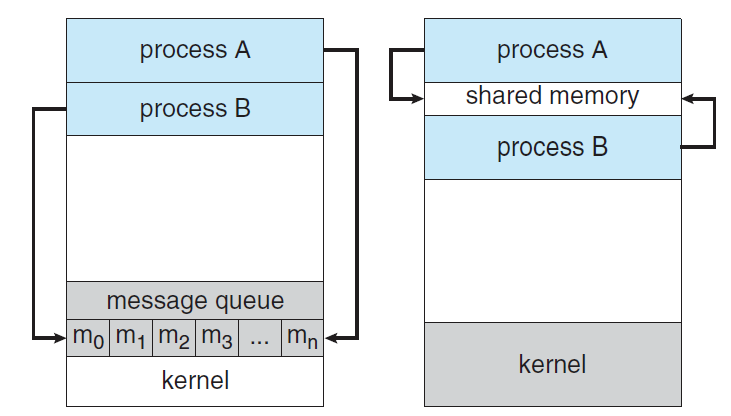 process A
process B
message queue
m0 m1 m2 m3 ... mn
kernel
process A
shared memory
process B
kernel